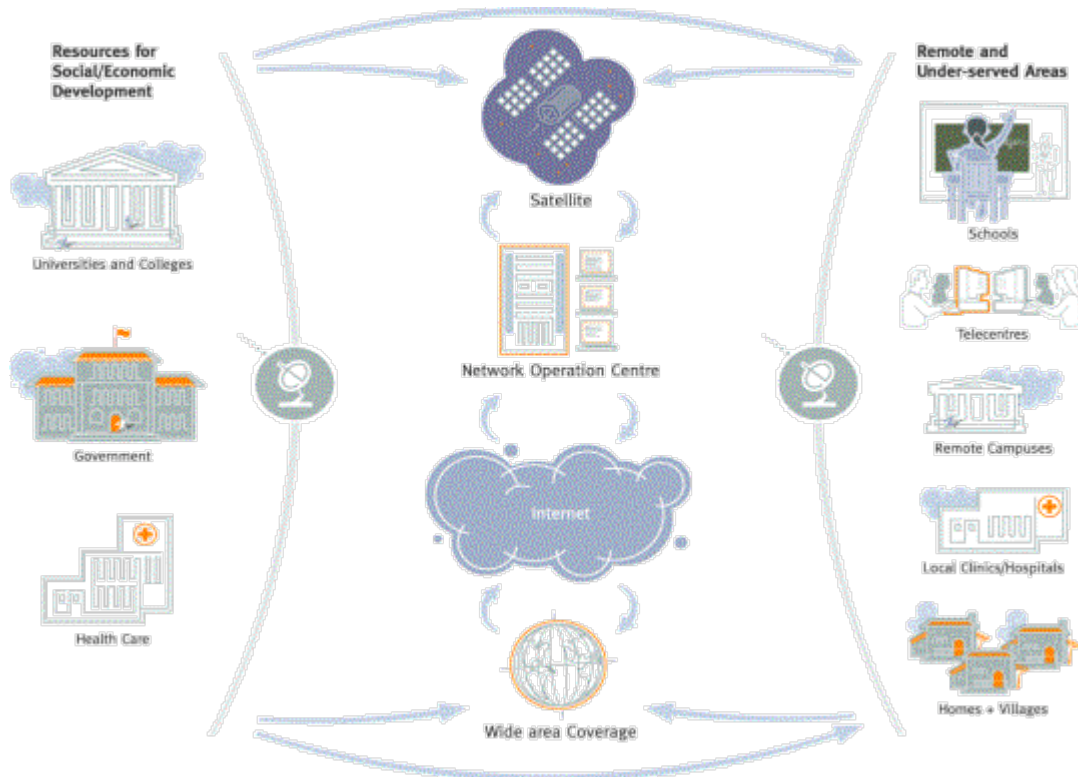 Resources for
Social/Economic
Development
Universities and Colleges
Government
Health Care
Satellite
Network Operation Centre
Internet
Wide area Coverage
Remote and
Under-served Areas
Schools
Telecentres
Remote Campuses
Local Clinics/Hospitals
Homes + Villages